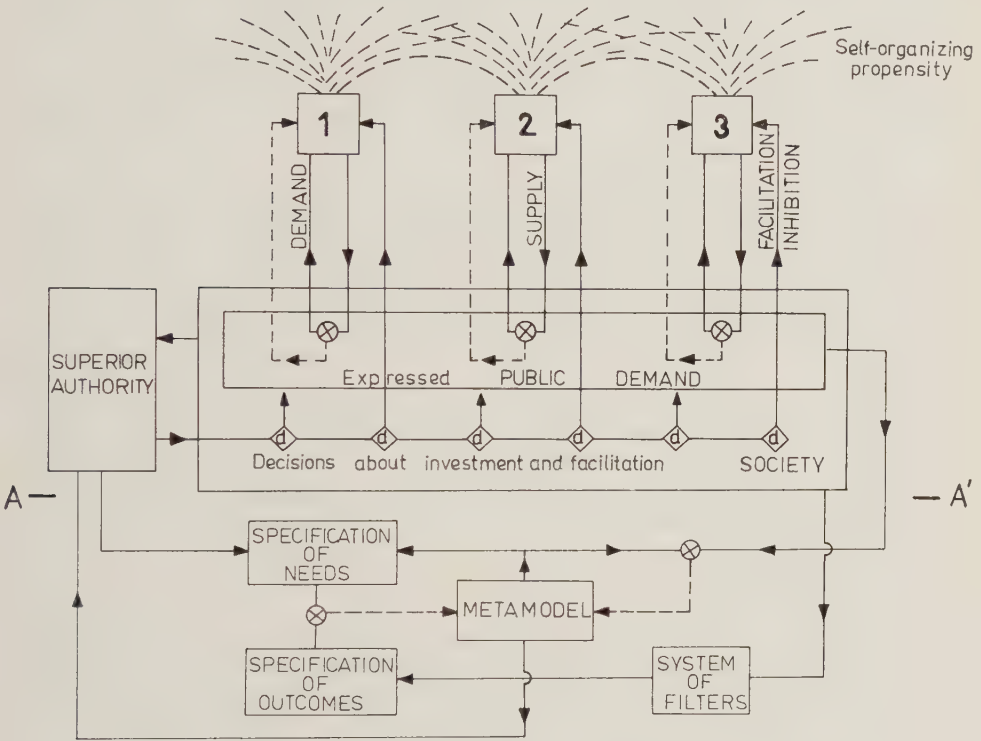 Self-organizing
propensity
1
2
3
DEMAND
SUPPLY
FACILITATION
INHIBITION
SUPERIOR
AUTHORITY
Expressed PUBLIC DEMAND
d d d d d d
Decisions about investment and facilitation SOCIETY
A
A'
SPECIFICATION
OF
NEEDS
METAMODEL
SPECIFICATION
OF
OUTCOMES
SYSTEM
OF
FILTERS